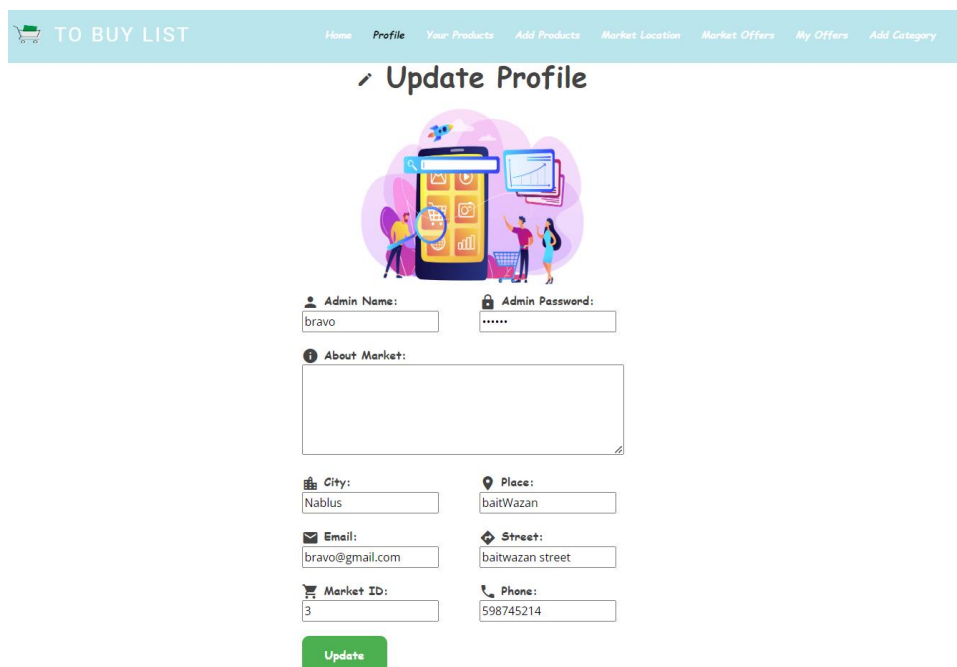 TO BUY LIST Home Profile Your Products Add Products Market Location Market Offers My Offers Add Category
Update Profile
Admin Name: Admin Password:
bravo ••••••
About Market:
City: Place:
Nablus baitWazan
Email: Street:
bravo@gmail.com baitwazan street
Market ID: Phone:
3 598745214
Update